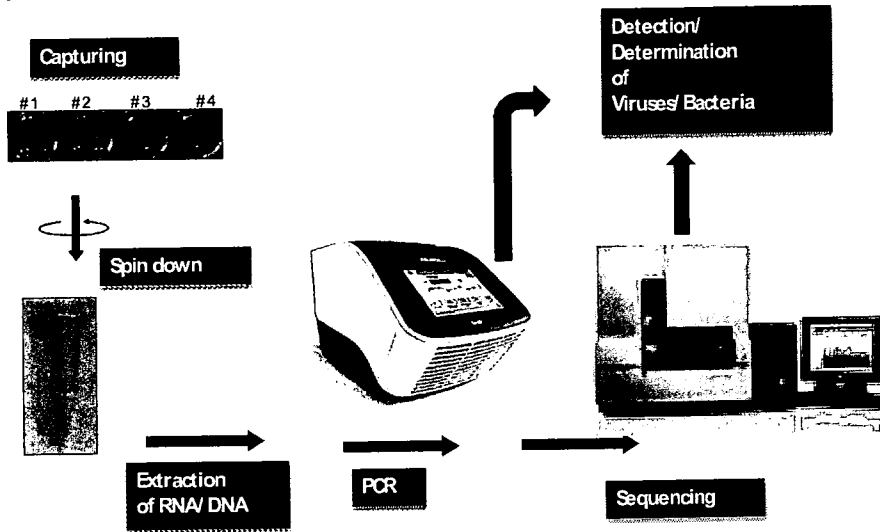 Capturing
#1 #2 #3 #4
Spin down
Extraction
of RNA/DNA
PCR
Sequencing
Detection/
Determination
of
Viruses/Bacteria